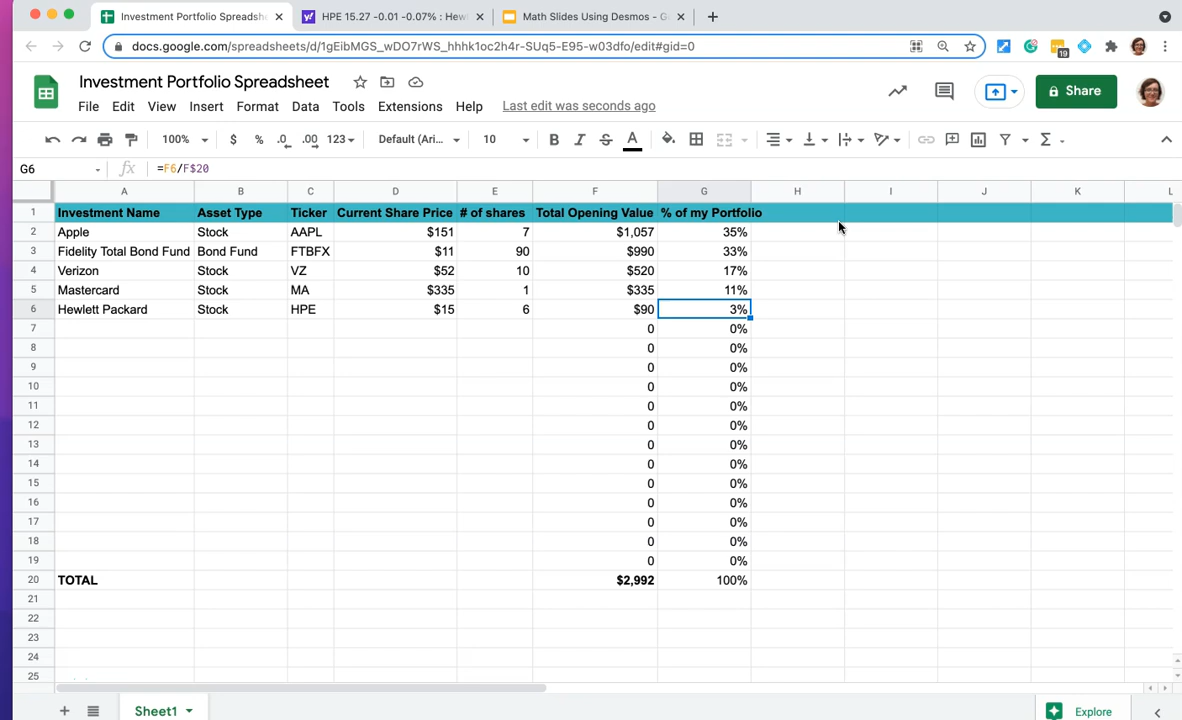 Investment Portfolio Spreadsh
HPE 15.27 -0.01 -0.07% : Hew
Math Slides Using Desmos - G
docs.google.com/spreadsheets/d/1gEibMGS_wDO7rWS_hhhk1oc2h4r-SUq5-E95-w03dfo/edit#gid=0
19
Investment Portfolio Spreadsheet
File Edit View Insert Format Data Tools Extensions Help Last edit was seconds ago
Share
100% $ % .0 .00 123 Default (Ari... 10 B I S A Σ
G6 fx =F6/F$20
A B C D E F G H I J K L
1 Investment Name Asset Type Ticker Current Share Price # of shares Total Opening Value % of my Portfolio
2 Apple Stock AAPL $151 7 $1,057 35%
3 Fidelity Total Bond Fund Bond Fund FTBFX $11 90 $990 33%
4 Verizon Stock VZ $52 10 $520 17%
5 Mastercard Stock MA $335 1 $335 11%
6 Hewlett Packard Stock HPE $15 6 $90 3%
7 0 0%
8 0 0%
9 0 0%
10 0 0%
11 0 0%
12 0 0%
13 0 0%
14 0 0%
15 0 0%
16 0 0%
17 0 0%
18 0 0%
19 0 0%
20 TOTAL $2,992 100%
21
22
23
24
25
Sheet1
Explore